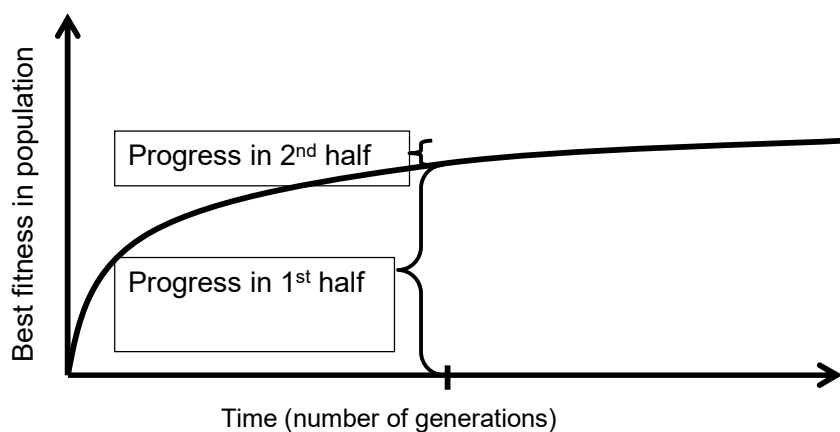 Best fitness in population
Progress in 2nd half
Progress in 1st half
Time (number of generations)